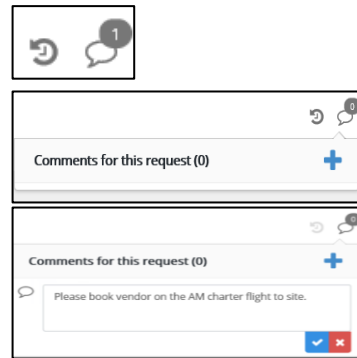 1
0
Comments for this request (0)
0
Comments for this request (0)
Please book vendor on the AM charter flight to site.